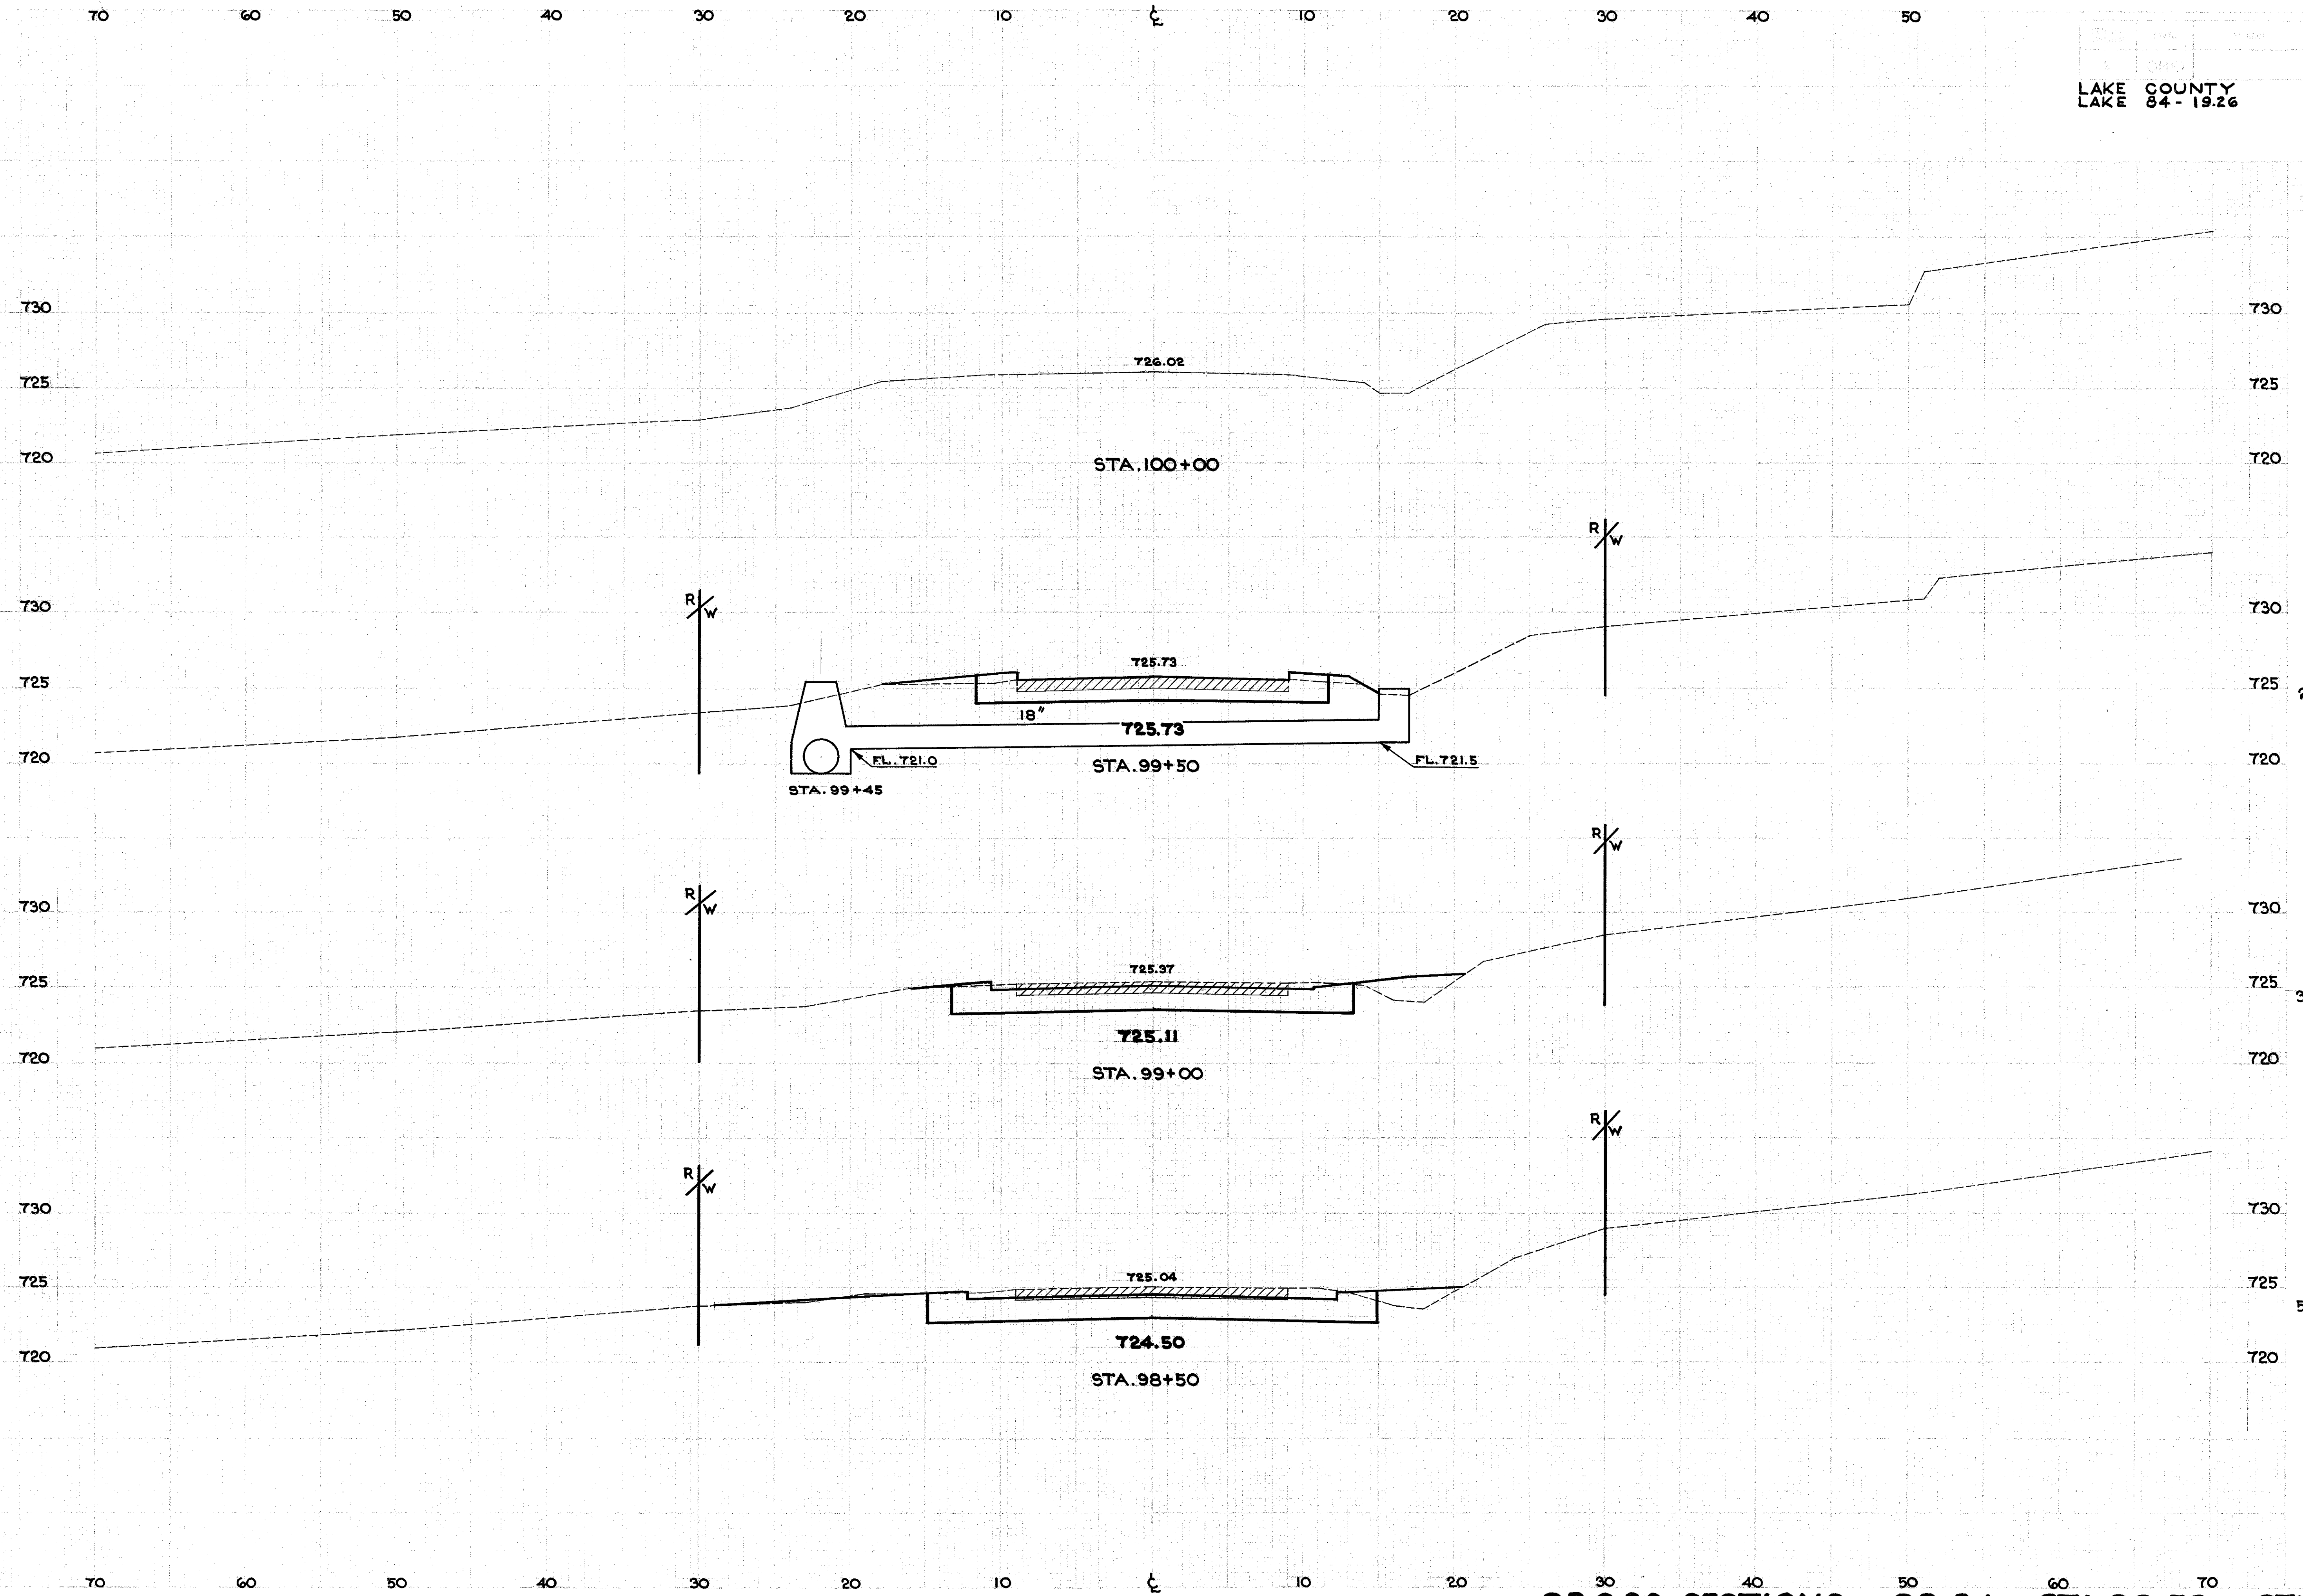 70 60 50 40 30 20 10 ℄ 10 20 30 40 50
LAKE COUNTY
LAKE 84-19.26
730 730
726.02
725 725
720 720
STA.100+00
R/W
R/W
730 730
725.73
725 725
18"
725.73
720 FL.721.0 STA.99+50 FL.721.5 720
STA.99+45
R/W
R/W
730 730
725.37
725 725
725.11
720 720
STA.99+00
R/W
R/W
730 730
725.04
725 725
724.50
720 720
STA.98+50
70 60 50 40 30 20 10 ℄ 10 20 30 40 50 60 70